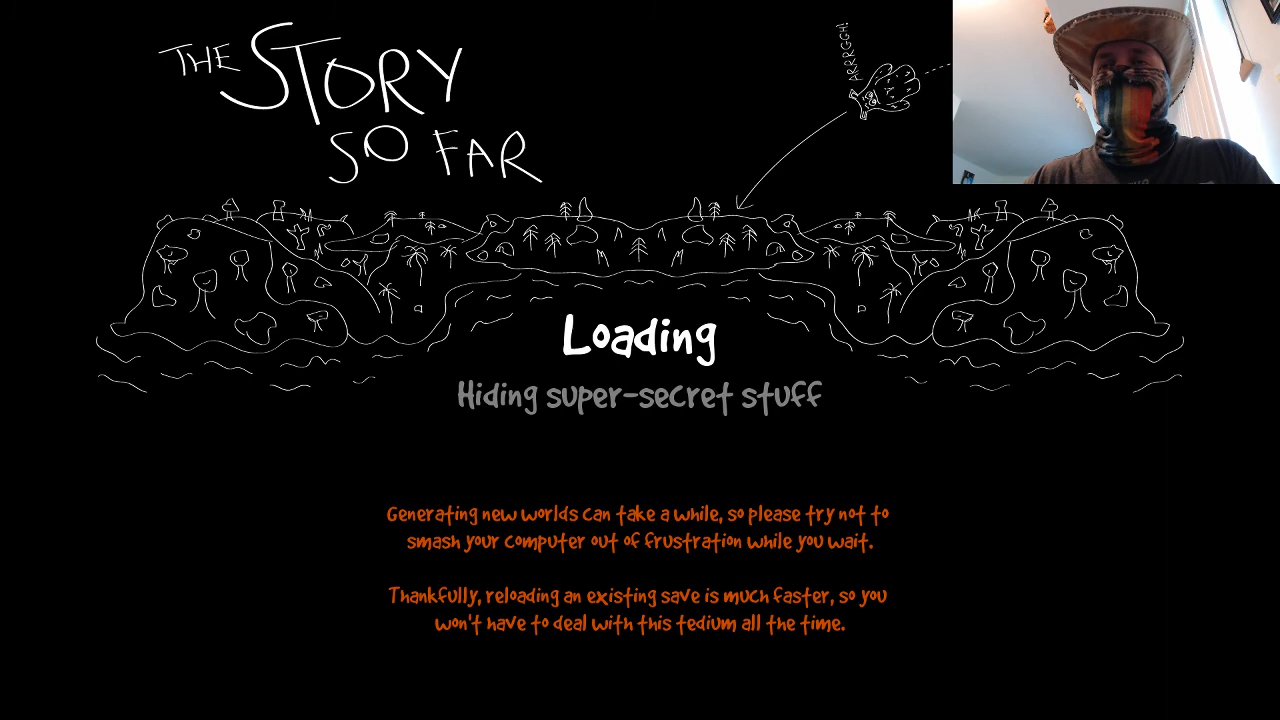 THE STORY
SO FAR
ARRRGGH!
Loading
Hiding super-secret stuff
Generating new worlds can take a while, so please try not to
smash your computer out of frustration while you wait.
Thankfully, reloading an existing save is much faster, so you
won't have to deal with this tedium all the time.